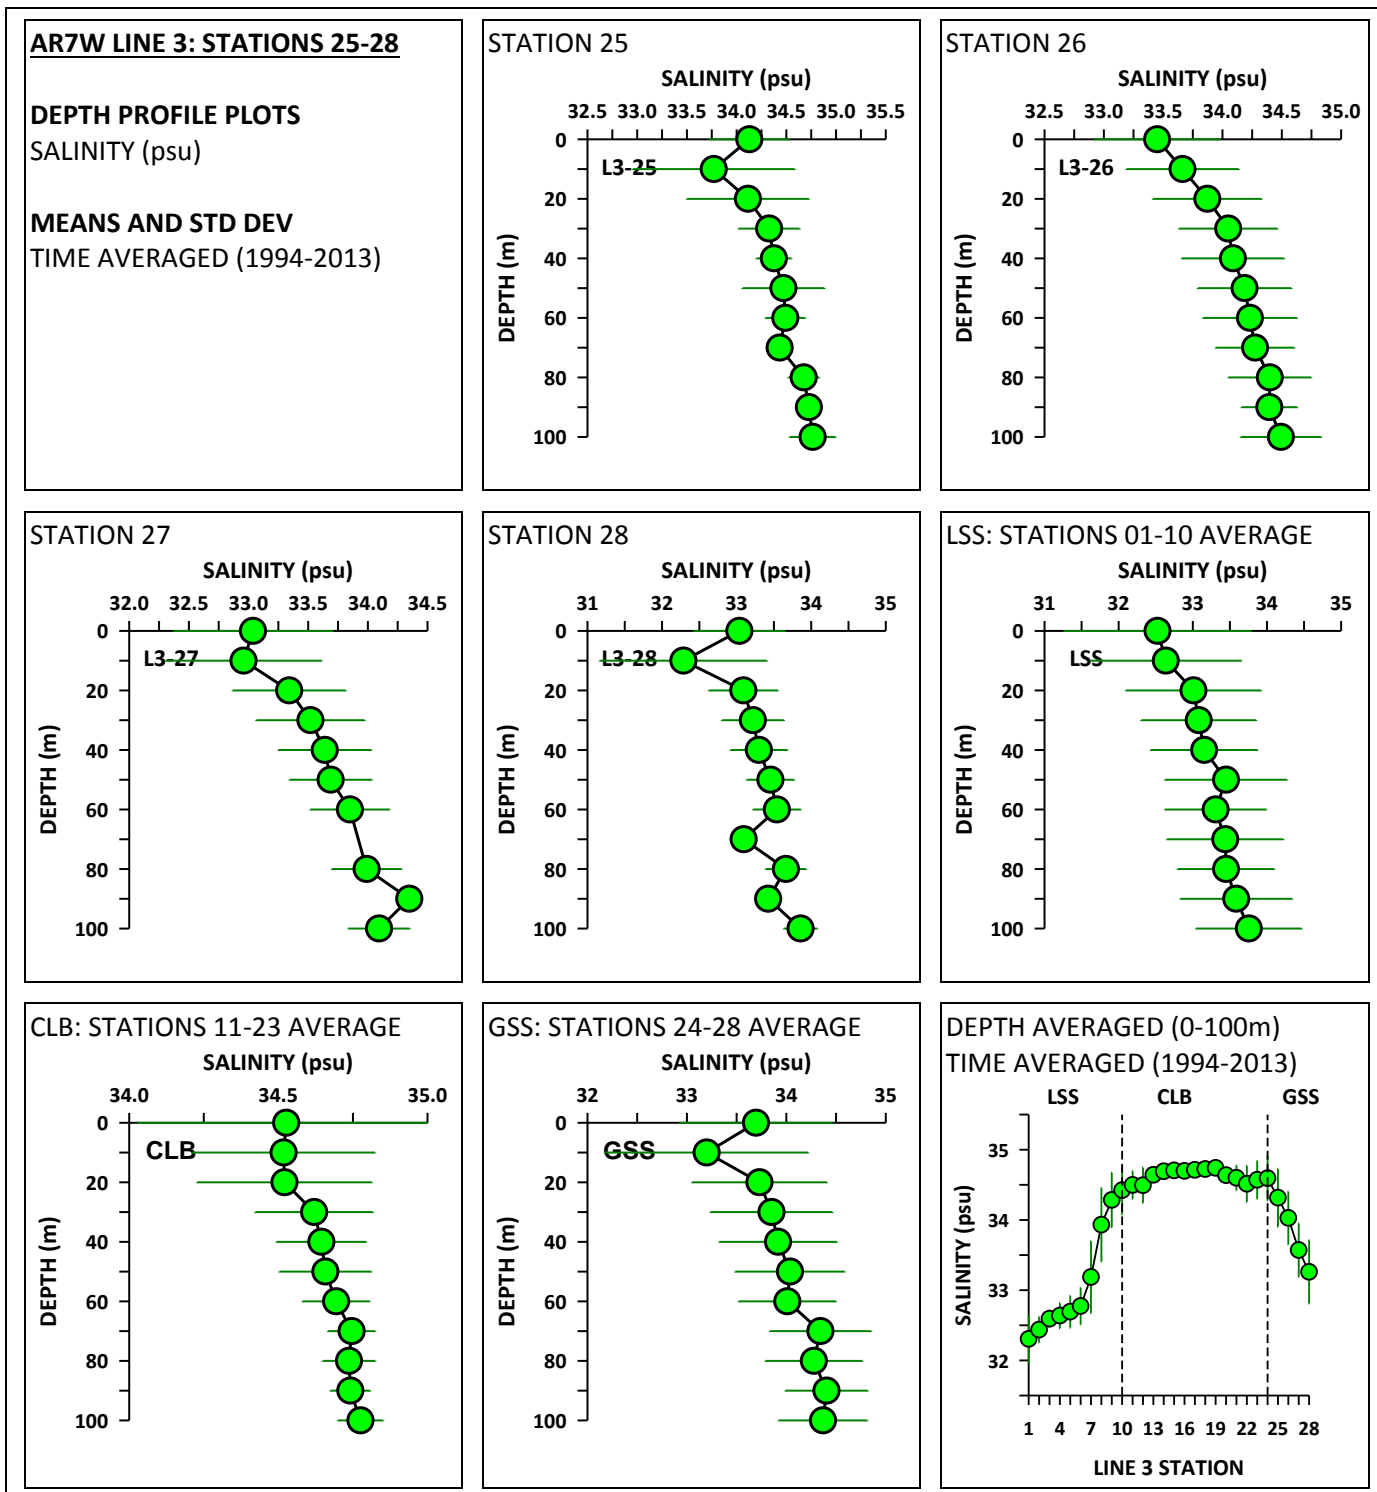 AR7W LINE 3: STATIONS 25-28
DEPTH PROFILE PLOTS
SALINITY (psu)
MEANS AND STD DEV
TIME AVERAGED (1994-2013)
STATION 25
SALINITY (psu)
32.5 33.0 33.5 34.0 34.5 35.0 35.5
0
L3-25
20
40
60
80
100
DEPTH (m)
STATION 26
SALINITY (psu)
32.5 33.0 33.5 34.0 34.5 35.0
0
L3-26
20
40
60
80
100
DEPTH (m)
STATION 27
SALINITY (psu)
32.0 32.5 33.0 33.5 34.0 34.5
0
L3-27
20
40
60
80
100
DEPTH (m)
STATION 28
SALINITY (psu)
31 32 33 34 35
0
L3-28
20
40
60
80
100
DEPTH (m)
LSS: STATIONS 01-10 AVERAGE
SALINITY (psu)
31 32 33 34 35
0
LSS
20
40
60
80
100
DEPTH (m)
CLB: STATIONS 11-23 AVERAGE
SALINITY (psu)
34.0 34.5 35.0
0
CLB
20
40
60
80
100
DEPTH (m)
GSS: STATIONS 24-28 AVERAGE
SALINITY (psu)
32 33 34 35
0
GSS
20
40
60
80
100
DEPTH (m)
DEPTH AVERAGED (0-100m)
TIME AVERAGED (1994-2013)
LSS CLB GSS
35
34
33
32
SALINITY (psu)
1 4 7 10 13 16 19 22 25 28
LINE 3 STATION